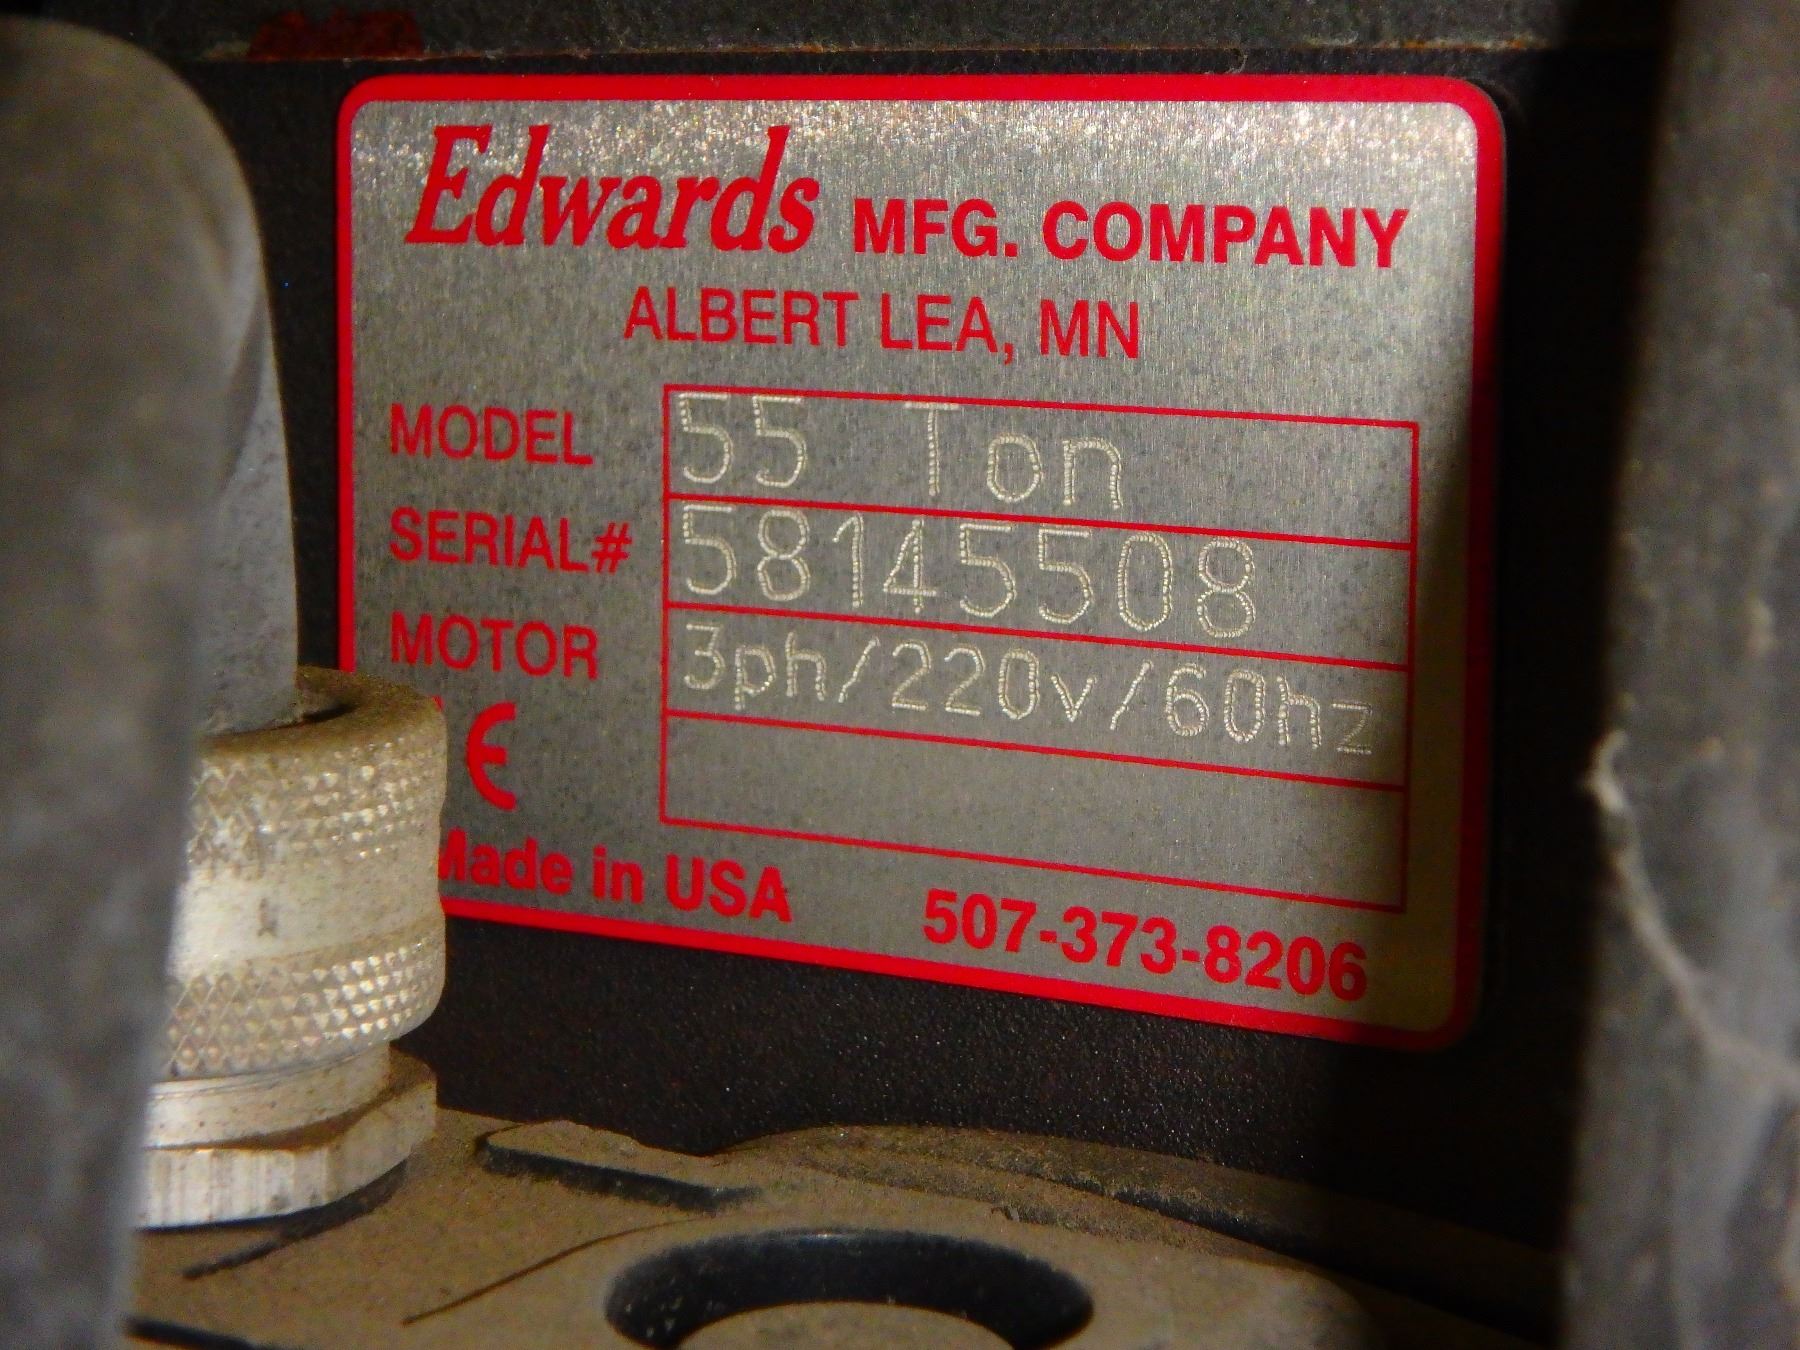 Edwards MFG. COMPANY
ALBERT LEA, MN
MODEL 55 Ton
SERIAL# 58145508
MOTOR 3ph/220v/60hz
CE
Made in USA 507-373-8206